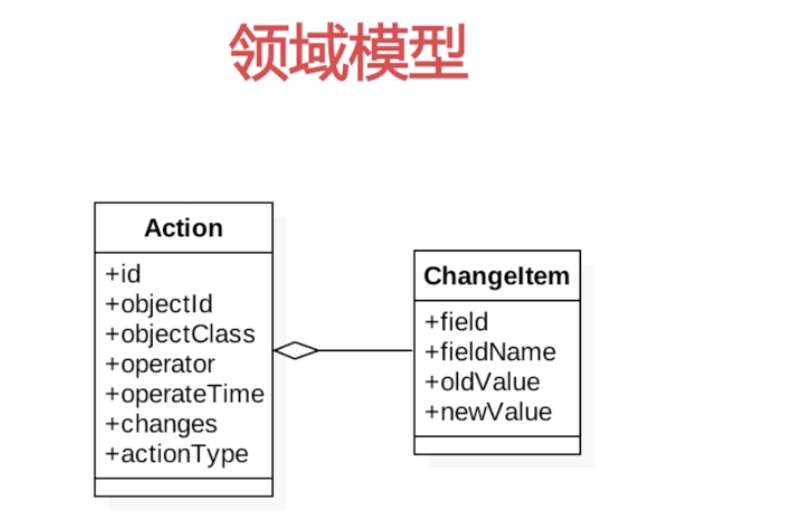 领域模型
Action
+id
+objectId
+objectClass
+operator
+operateTime
+changes
+actionType
ChangeItem
+field
+fieldName
+oldValue
+newValue